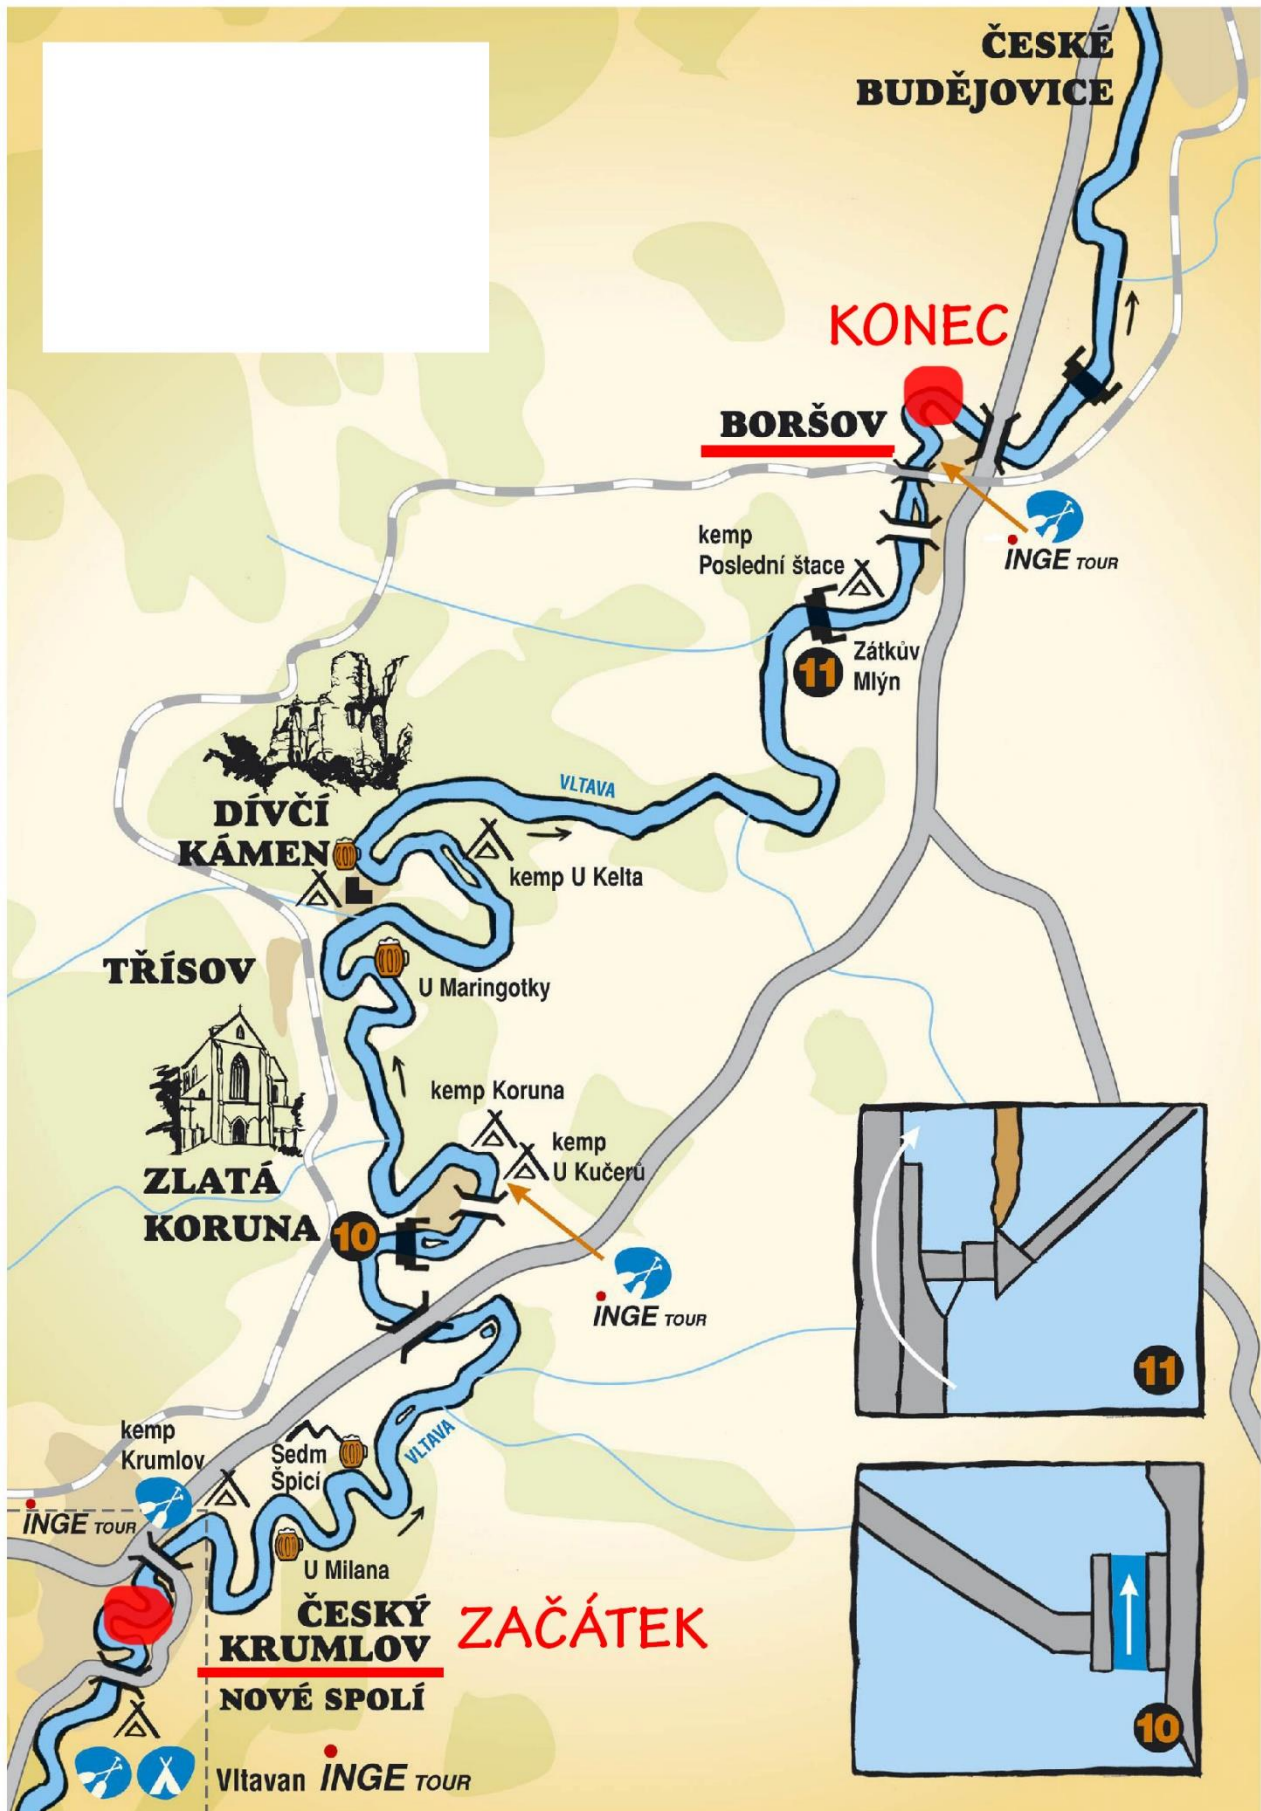 ČESKÉ
BUDĚJOVICE
KONEC
BORŠOV
kemp
Poslední štace
INGE TOUR
11
Zátkův
Mlýn
DÍVČÍ
KÁMEN
VLTAVA
kemp U Kelta
TŘÍSOV
U Maringotky
kemp Koruna
kemp
U Kučerů
ZLATÁ
KORUNA
10
INGE TOUR
11
kemp
Krumlov
Sedm
Špicí
VLTAVA
INGE TOUR
U Milana
ČESKÝ
KRUMLOV
ZAČÁTEK
NOVÉ SPOLÍ
10
Vltavan INGE TOUR